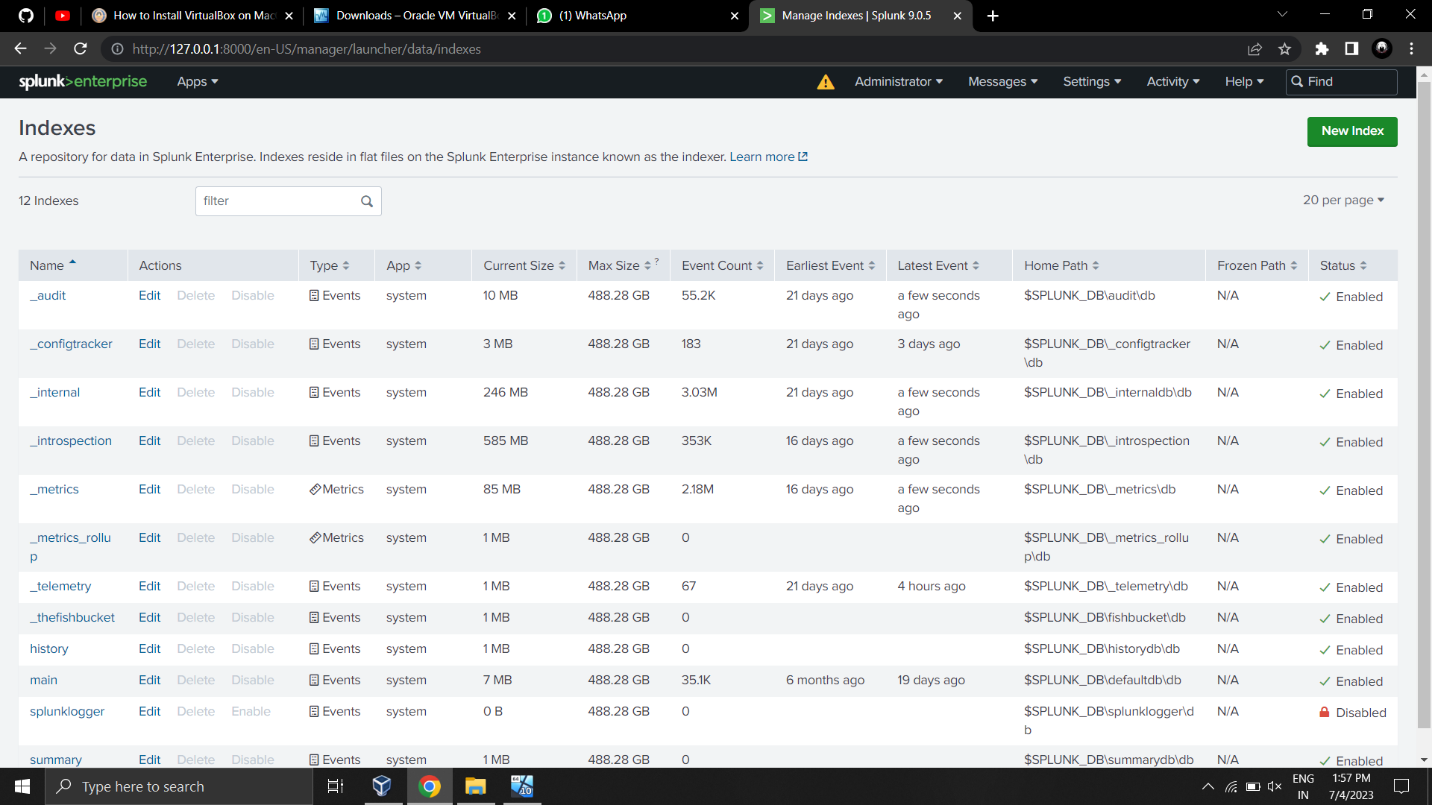 How to Install VirtualBox on Mac
Downloads – Oracle VM VirtualB
(1) WhatsApp
Manage Indexes | Splunk 9.0.5
http://127.0.0.1:8000/en-US/manager/launcher/data/indexes
splunk>enterprise Apps Administrator Messages Settings Activity Help Find
Indexes
New Index
A repository for data in Splunk Enterprise. Indexes reside in flat files on the Splunk Enterprise instance known as the indexer. Learn more
12 Indexes filter 20 per page
Name Actions Type App Current Size Max Size ? Event Count Earliest Event Latest Event Home Path Frozen Path Status
_audit Edit Delete Disable Events system 10 MB 488.28 GB 55.2K 21 days ago a few seconds $SPLUNK_DB\audit\db N/A Enabled
ago
_configtracker Edit Delete Disable Events system 3 MB 488.28 GB 183 21 days ago 3 days ago $SPLUNK_DB\_configtracker N/A Enabled
\db
_internal Edit Delete Disable Events system 246 MB 488.28 GB 3.03M 21 days ago a few seconds $SPLUNK_DB\_internaldb\db N/A Enabled
ago
_introspection Edit Delete Disable Events system 585 MB 488.28 GB 353K 16 days ago a few seconds $SPLUNK_DB\_introspection N/A Enabled
ago \db
_metrics Edit Delete Disable Metrics system 85 MB 488.28 GB 2.18M 16 days ago a few seconds $SPLUNK_DB\_metrics\db N/A Enabled
ago
_metrics_rollu Edit Delete Disable Metrics system 1 MB 488.28 GB 0 $SPLUNK_DB\_metrics_rollu N/A Enabled
p p\db
_telemetry Edit Delete Disable Events system 1 MB 488.28 GB 67 21 days ago 4 hours ago $SPLUNK_DB\_telemetry\db N/A Enabled
_thefishbucket Edit Delete Disable Events system 1 MB 488.28 GB 0 $SPLUNK_DB\fishbucket\db N/A Enabled
history Edit Delete Disable Events system 1 MB 488.28 GB 0 $SPLUNK_DB\historydb\db N/A Enabled
main Edit Delete Disable Events system 7 MB 488.28 GB 35.1K 6 months ago 19 days ago $SPLUNK_DB\defaultdb\db N/A Enabled
splunklogger Edit Delete Enable Events system 0 B 488.28 GB 0 $SPLUNK_DB\splunklogger\d N/A Disabled
b
summary Edit Delete Disable Events system 1 MB 488.28 GB 0 $SPLUNK_DB\summarydb\db N/A Enabled
Type here to search
ENG 1:57 PM
IN 7/4/2023